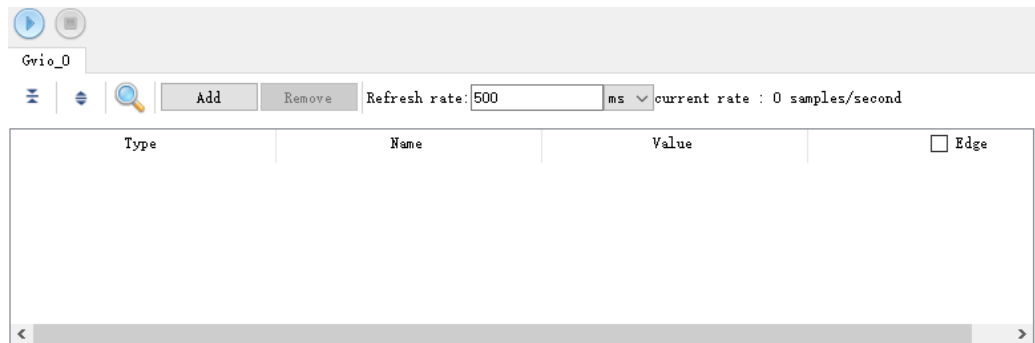 Gvio_0
Add Remove Refresh rate: 500 ms current rate : 0 samples/second
Type Name Value Edge